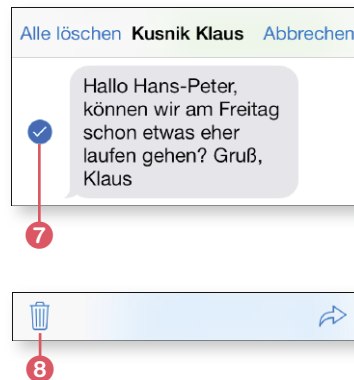 Alle löschen Kusnik Klaus Abbrechen
Hallo Hans-Peter,
können wir am Freitag
schon etwas eher
laufen gehen? Gruß,
Klaus
7
8